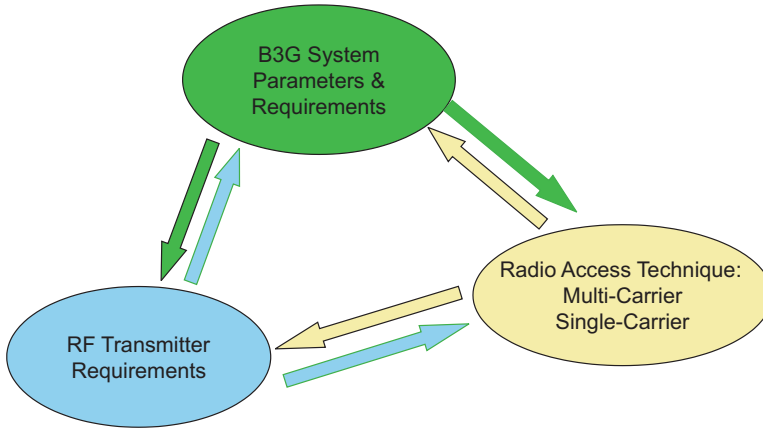 B3G System
Parameters &
Requirements
Radio Access Technique:
Multi-Carrier
Single-Carrier
RF Transmitter
Requirements